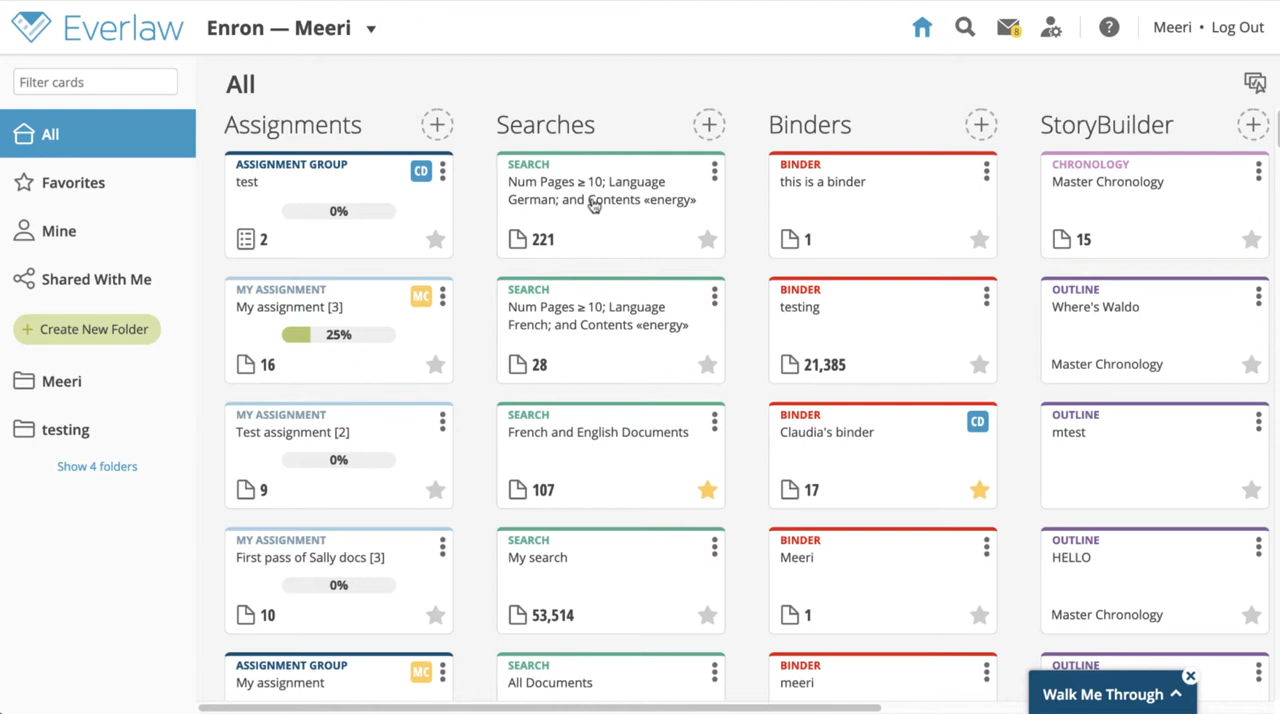 Everlaw
Enron — Meeri
8
?
Meeri • Log Out
Filter cards
All
Favorites
Mine
Shared With Me
+ Create New Folder
Meeri
testing
Show 4 folders
All
Assignments
ASSIGNMENT GROUP
CD
test
0%
2
MY ASSIGNMENT
MC
My assignment [3]
25%
16
MY ASSIGNMENT
Test assignment [2]
0%
9
MY ASSIGNMENT
First pass of Sally docs [3]
0%
10
ASSIGNMENT GROUP
MC
My assignment
Searches
SEARCH
Num Pages ≥ 10; Language
German; and Contents «energy»
221
SEARCH
Num Pages ≥ 10; Language
French; and Contents «energy»
28
SEARCH
French and English Documents
107
SEARCH
My search
53,514
SEARCH
All Documents
Binders
BINDER
this is a binder
1
BINDER
testing
21,385
BINDER
CD
Claudia's binder
17
BINDER
Meeri
1
BINDER
meeri
StoryBuilder
CHRONOLOGY
Master Chronology
15
OUTLINE
Where's Waldo
Master Chronology
OUTLINE
mtest
OUTLINE
HELLO
Master Chronology
OUTLINE
Walk Me Through